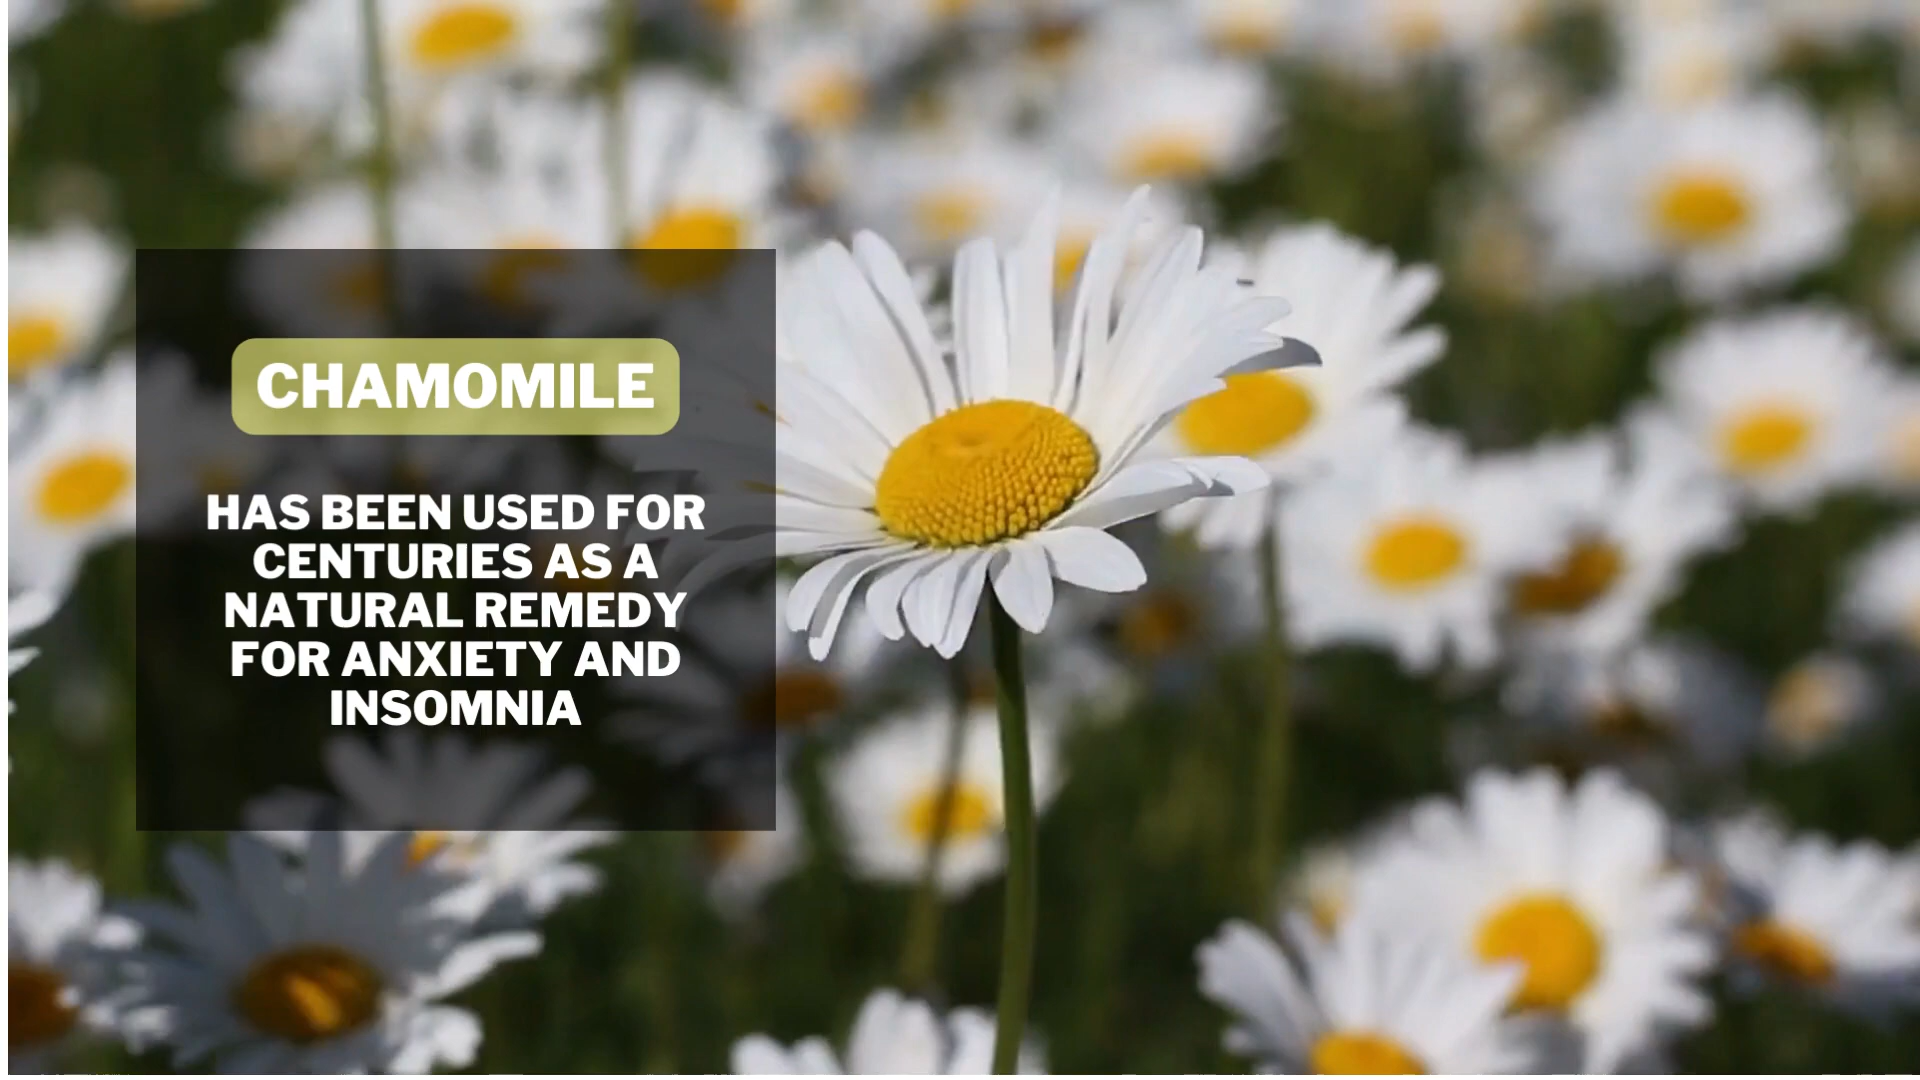 CHAMOMILE
HAS BEEN USED FOR
CENTURIES AS A
NATURAL REMEDY
FOR ANXIETY AND
INSOMNIA